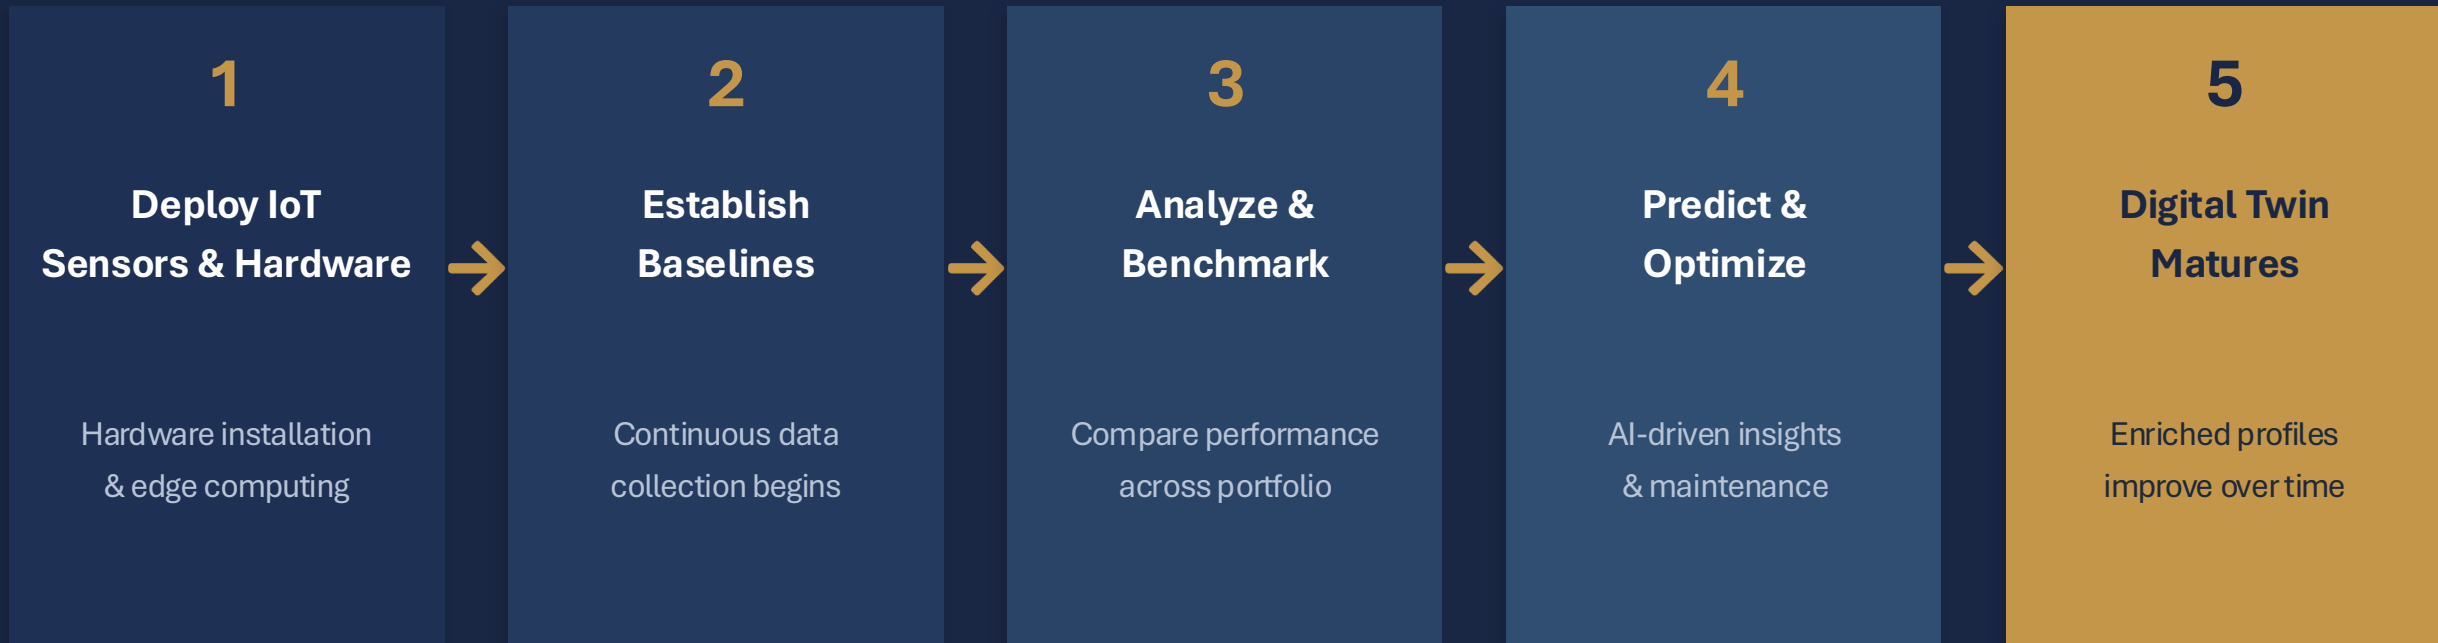 1
Deploy IoT
Sensors & Hardware
Hardware installation
& edge computing
2
Establish
Baselines
Continuous data
collection begins
3
Analyze &
Benchmark
Compare performance
across portfolio
4
Predict &
Optimize
AI-driven insights
& maintenance
5
Digital Twin
Matures
Enriched profiles
improve over time